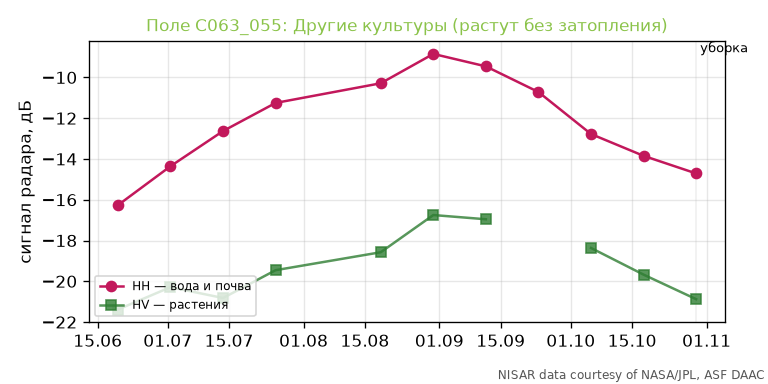 Поле C063_055: Другие культуры (растут без затопления)
уборка
сигнал радара, дБ
−10
−12
−14
−16
−18
−20
−22
HH — вода и почва
HV — растения
15.06 01.07 15.07 01.08 15.08 01.09 15.09 01.10 15.10 01.11
NISAR data courtesy of NASA/JPL, ASF DAAC